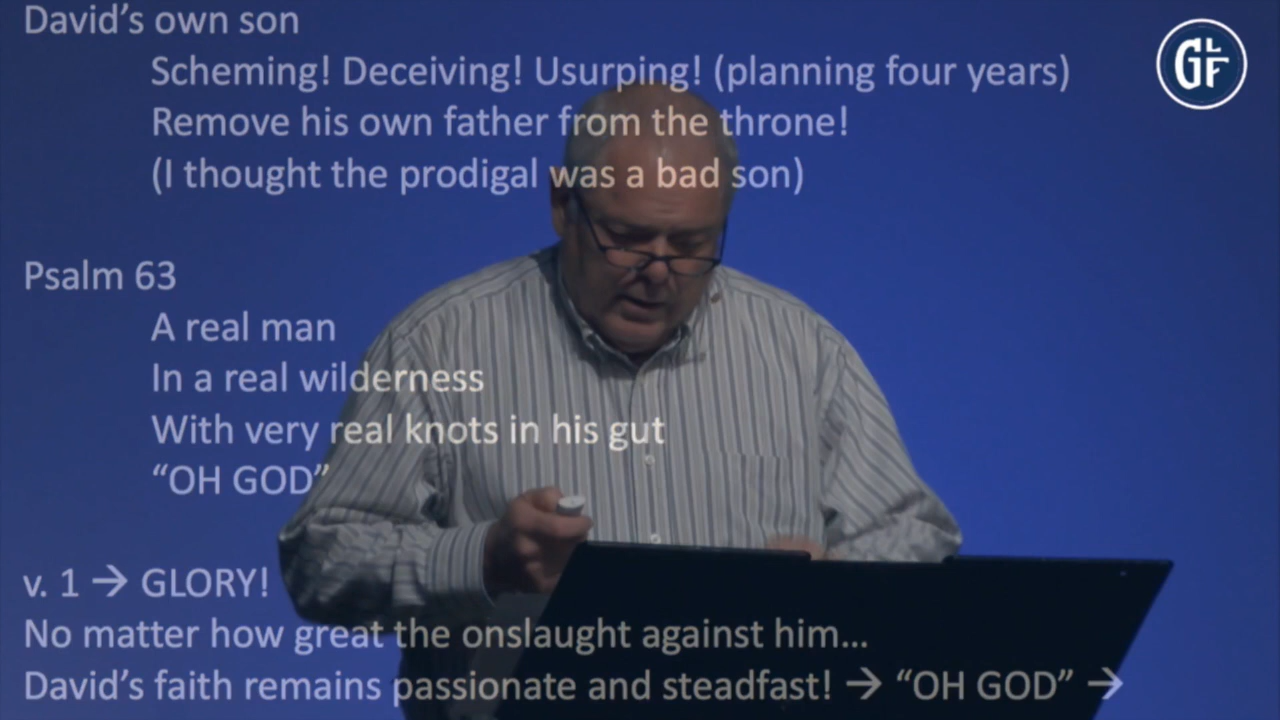 David’s own son
Scheming! Deceiving! Usurping! (planning four years)
Remove his own father from the throne!
(I thought the prodigal was a bad son)
Psalm 63
A real man
In a real wilderness
With very real knots in his gut
“OH GOD”
v. 1 → GLORY!
No matter how great the onslaught against him...
David’s faith remains passionate and steadfast! → “OH GOD” →
GLFF